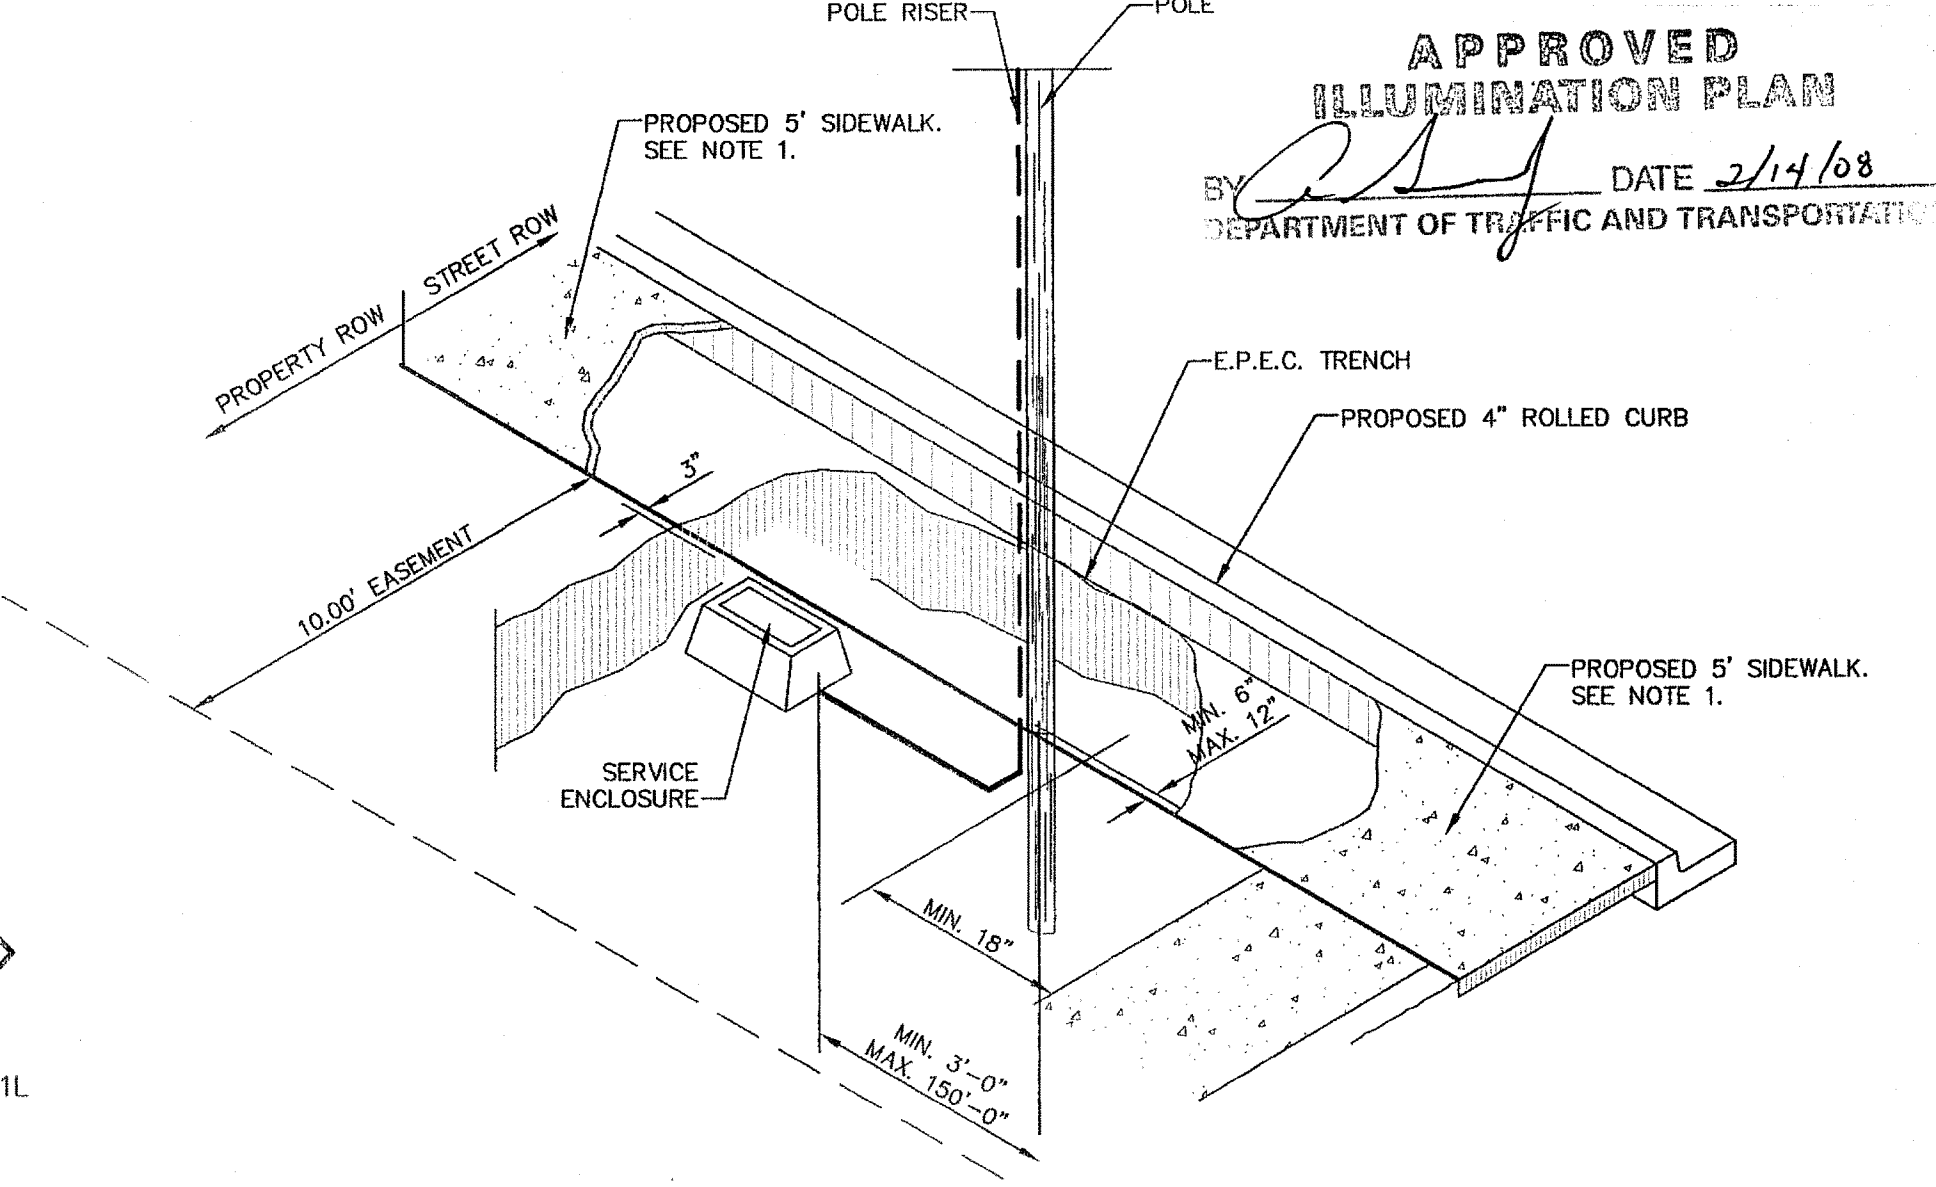 POLE RISER
POLE
APPROVED
ILLUMINATION PLAN
BY DATE 2/14/08
DEPARTMENT OF TRAFFIC AND TRANSPORTATIO
PROPOSED 5' SIDEWALK.
SEE NOTE 1.
STREET ROW
PROPERTY ROW
E.P.E.C. TRENCH
PROPOSED 4" ROLLED CURB
3"
10.00' EASEMENT
PROPOSED 5' SIDEWALK.
SEE NOTE 1.
MIN. 6"
MAX. 12"
SERVICE
ENCLOSURE
MIN. 18"
MIN. 3'-0"
MAX. 150'-0"
1L